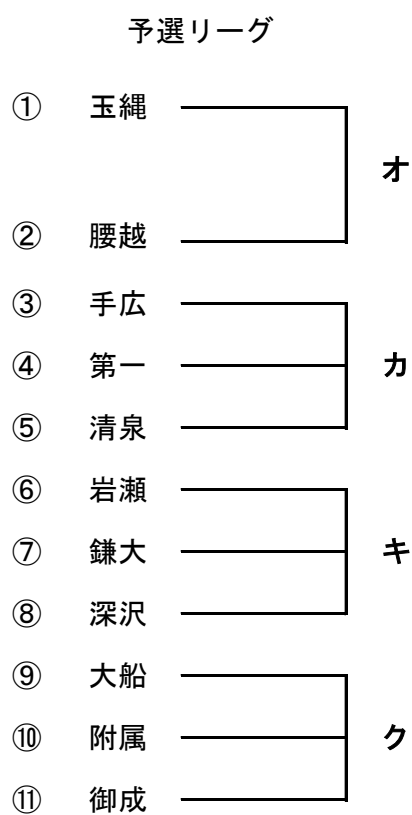 予選リーグ
① 玉縄
オ
② 腰越
③ 手広
④ 第一 カ
⑤ 清泉
⑥ 岩瀬
⑦ 鎌大 キ
⑧ 深沢
⑨ 大船
⑩ 附属 ク
⑪ 御成